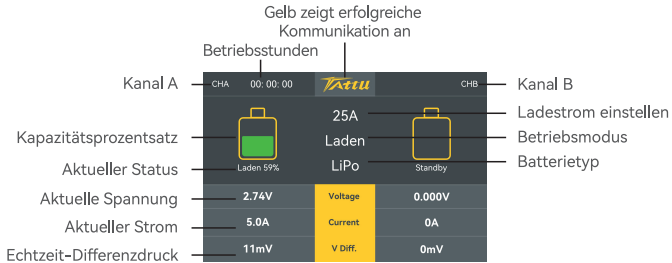 Gelb zeigt erfolgreiche
Kommunikation an
Betriebsstunden
Kanal A
CHA
00: 00: 00
Tattu
CHB
Kanal B
25A
Ladestrom einstellen
Kapazitätsprozentsatz
Laden
Betriebsmodus
Aktueller Status
Laden 59%
LiPo
Standby
Batterietyp
Aktuelle Spannung
2.74V
Voltage
0.000V
Aktueller Strom
5.0A
Current
0A
Echtzeit-Differenzdruck
11mV
V Diff.
0mV